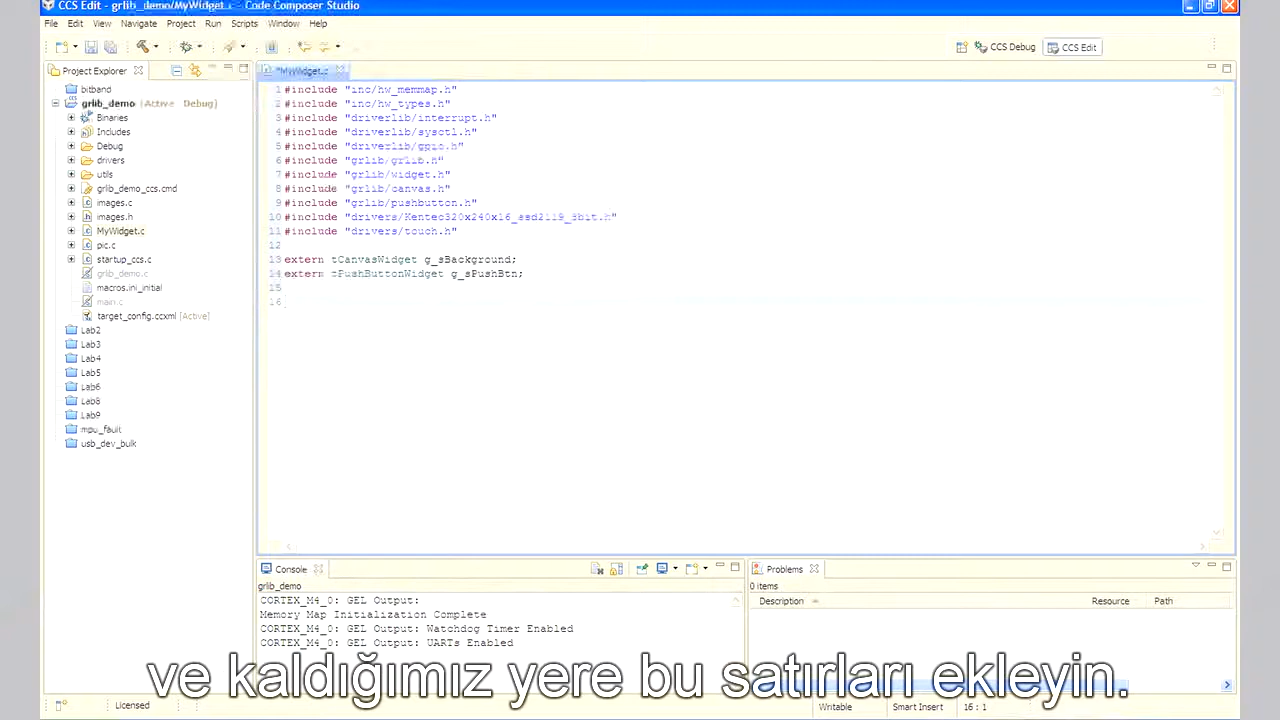 CCS Edit - grlib_demo/MyWidget.c - Code Composer Studio
File Edit View Navigate Project Run Scripts Window Help
CCS Debug CCS Edit
Project Explorer
*MyWidget.c
bitband
grlib_demo [Active - Debug]
Binaries
Includes
Debug
drivers
utils
grlib_demo_ccs.cmd
images.c
images.h
MyWidget.c
pic.c
startup_ccs.c
grlib_demo.c
macros.ini_initial
main.c
target_config.ccxml [Active]
Lab2
Lab3
Lab4
Lab5
Lab6
Lab8
Lab9
mpu_fault
usb_dev_bulk
1 #include "inc/hw_memmap.h"
2 #include "inc/hw_types.h"
3 #include "driverlib/interrupt.h"
4 #include "driverlib/sysctl.h"
5 #include "driverlib/gpio.h"
6 #include "grlib/grlib.h"
7 #include "grlib/widget.h"
8 #include "grlib/canvas.h"
9 #include "grlib/pushbutton.h"
10 #include "drivers/Kentec320x240x16_ssd2119_8bit.h"
11 #include "drivers/touch.h"
12
13 extern tCanvasWidget g_sBackground;
14 extern tPushButtonWidget g_sPushBtn;
15
16
Console
grlib_demo
CORTEX_M4_0: GEL Output:
Memory Map Initialization Complete
CORTEX_M4_0: GEL Output: Watchdog Timer Enabled
CORTEX_M4_0: GEL Output: UARTs Enabled
Problems
0 items
Description Resource Path
ve kaldığımız yere bu satırları ekleyin.
Licensed Writable Smart Insert 16 : 1